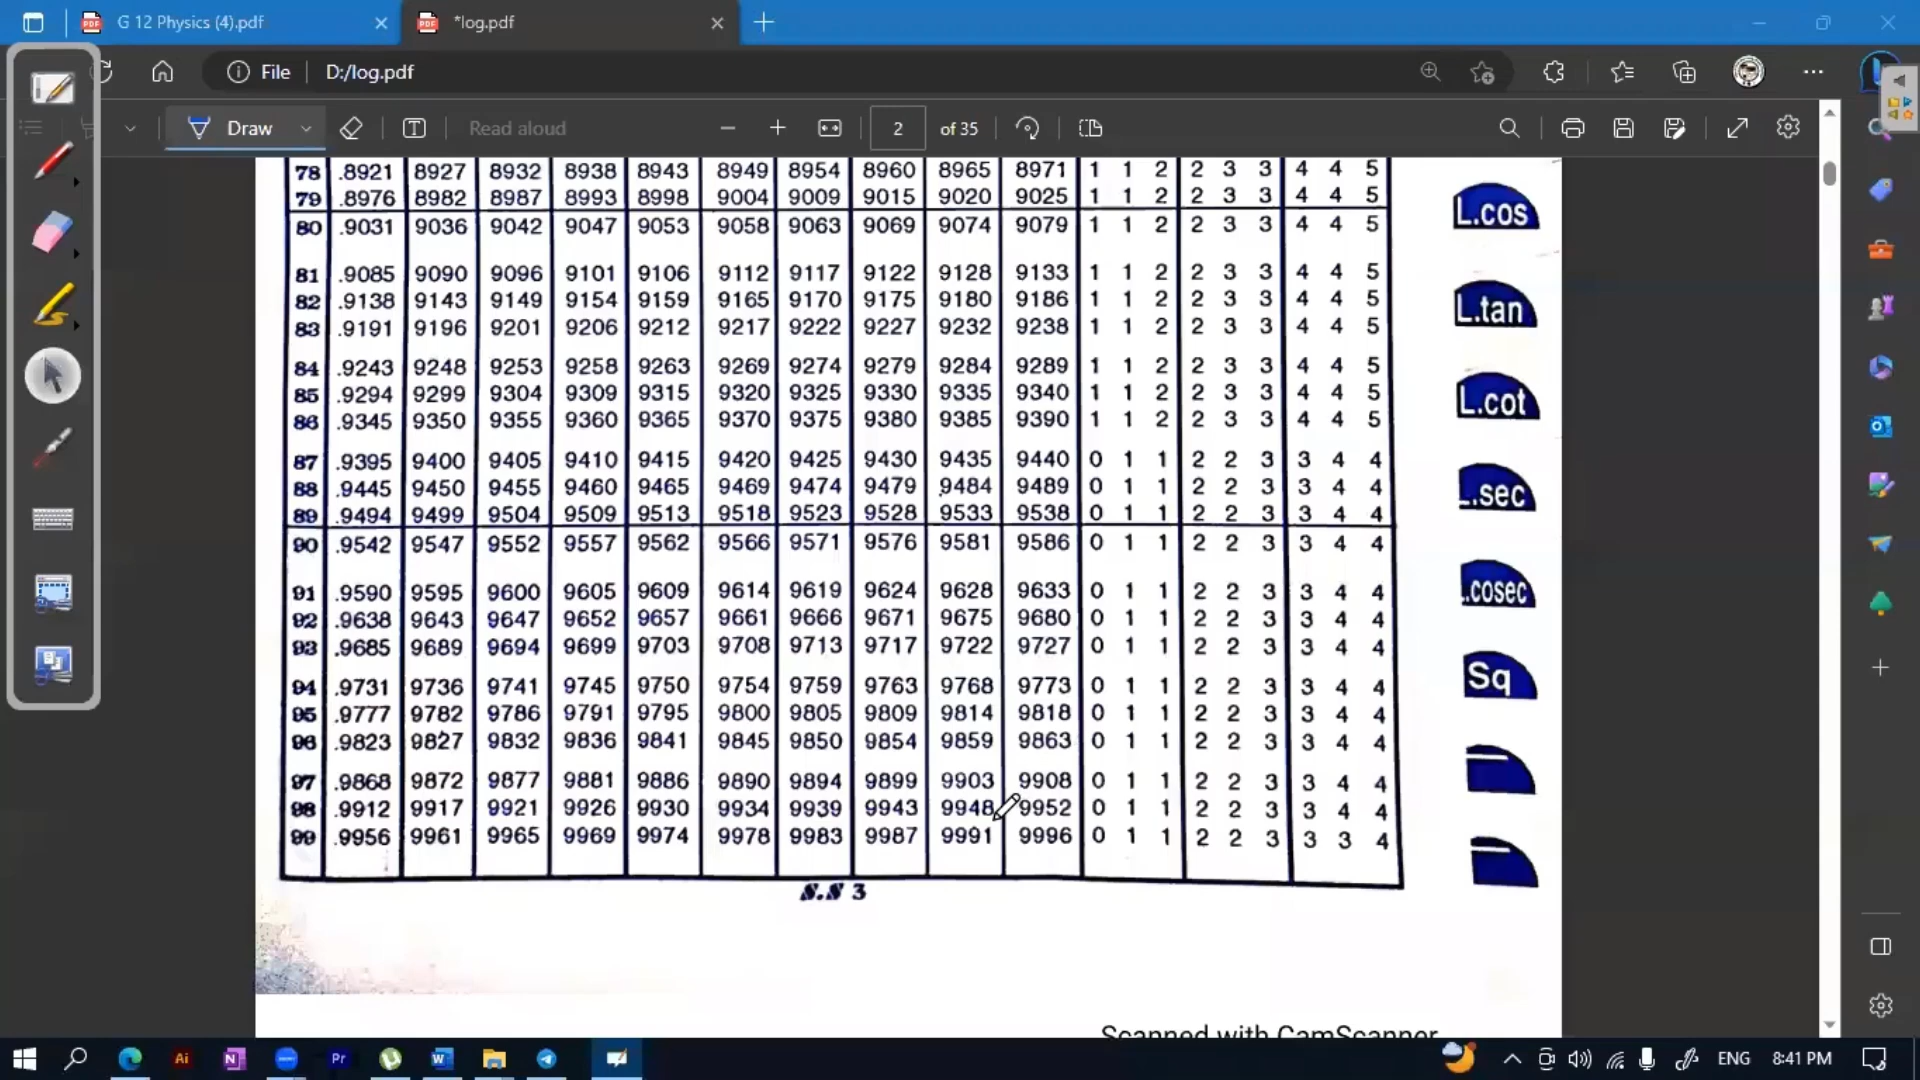 G 12 Physics (4).pdf
*log.pdf
File D:/log.pdf
Draw
Read aloud
2 of 35
78 .8921 8927 8932 8938 8943 8949 8954 8960 8965 8971 1 1 2 2 3 3 4 4 5
79 .8976 8982 8987 8993 8998 9004 9009 9015 9020 9025 1 1 2 2 3 3 4 4 5
80 .9031 9036 9042 9047 9053 9058 9063 9069 9074 9079 1 1 2 2 3 3 4 4 5
81 .9085 9090 9096 9101 9106 9112 9117 9122 9128 9133 1 1 2 2 3 3 4 4 5
82 .9138 9143 9149 9154 9159 9165 9170 9175 9180 9186 1 1 2 2 3 3 4 4 5
83 .9191 9196 9201 9206 9212 9217 9222 9227 9232 9238 1 1 2 2 3 3 4 4 5
84 .9243 9248 9253 9258 9263 9269 9274 9279 9284 9289 1 1 2 2 3 3 4 4 5
85 .9294 9299 9304 9309 9315 9320 9325 9330 9335 9340 1 1 2 2 3 3 4 4 5
86 .9345 9350 9355 9360 9365 9370 9375 9380 9385 9390 1 1 2 2 3 3 4 4 5
87 .9395 9400 9405 9410 9415 9420 9425 9430 9435 9440 0 1 1 2 2 3 3 4 4
88 .9445 9450 9455 9460 9465 9469 9474 9479 9484 9489 0 1 1 2 2 3 3 4 4
89 .9494 9499 9504 9509 9513 9518 9523 9528 9533 9538 0 1 1 2 2 3 3 4 4
90 .9542 9547 9552 9557 9562 9566 9571 9576 9581 9586 0 1 1 2 2 3 3 4 4
91 .9590 9595 9600 9605 9609 9614 9619 9624 9628 9633 0 1 1 2 2 3 3 4 4
92 .9638 9643 9647 9652 9657 9661 9666 9671 9675 9680 0 1 1 2 2 3 3 4 4
93 .9685 9689 9694 9699 9703 9708 9713 9717 9722 9727 0 1 1 2 2 3 3 4 4
94 .9731 9736 9741 9745 9750 9754 9759 9763 9768 9773 0 1 1 2 2 3 3 4 4
95 .9777 9782 9786 9791 9795 9800 9805 9809 9814 9818 0 1 1 2 2 3 3 4 4
96 .9823 9827 9832 9836 9841 9845 9850 9854 9859 9863 0 1 1 2 2 3 3 4 4
97 .9868 9872 9877 9881 9886 9890 9894 9899 9903 9908 0 1 1 2 2 3 3 4 4
98 .9912 9917 9921 9926 9930 9934 9939 9943 9948 9952 0 1 1 2 2 3 3 4 4
99 .9956 9961 9965 9969 9974 9978 9983 9987 9991 9996 0 1 1 2 2 3 3 3 4
S.S 3
L.cos
L.tan
L.cot
L.sec
.cosec
Sq
Scanned with CamScanner
ENG 8:41 PM